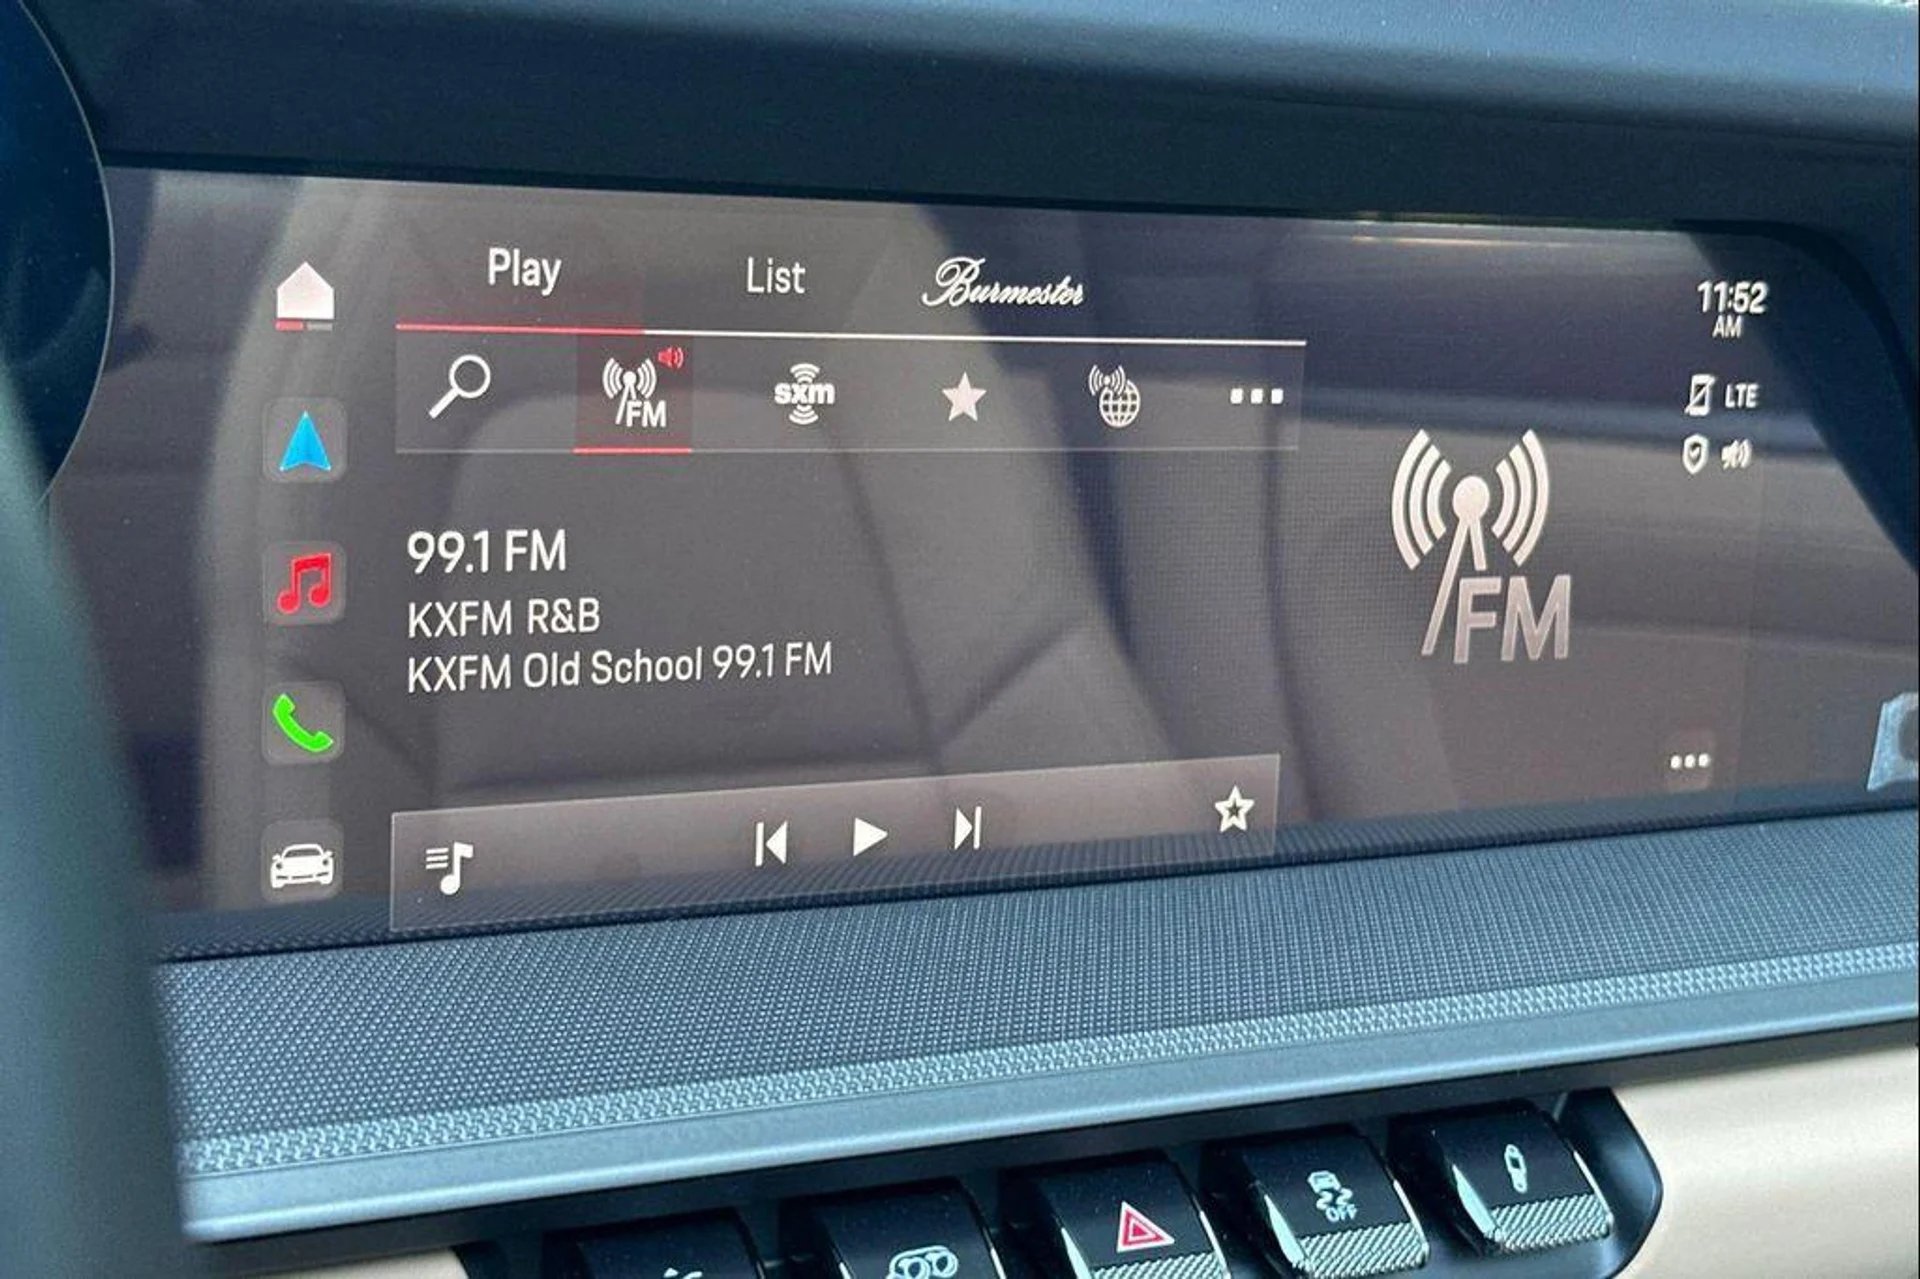 Play
List
Burmester
11:52
AM
FM
sxm
LTE
99.1 FM
KXFM R&B
KXFM Old School 99.1 FM
FM
OFF